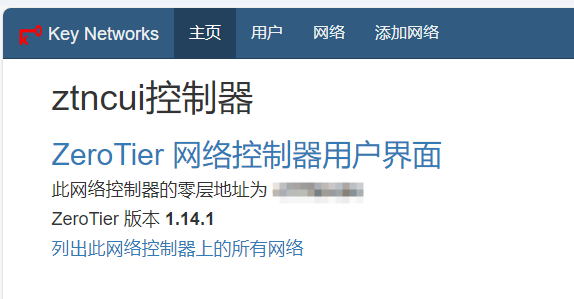 Key Networks 主页 用户 网络 添加网络
ztncui控制器
ZeroTier 网络控制器用户界面
此网络控制器的零层地址为
ZeroTier 版本 1.14.1
列出此网络控制器上的所有网络